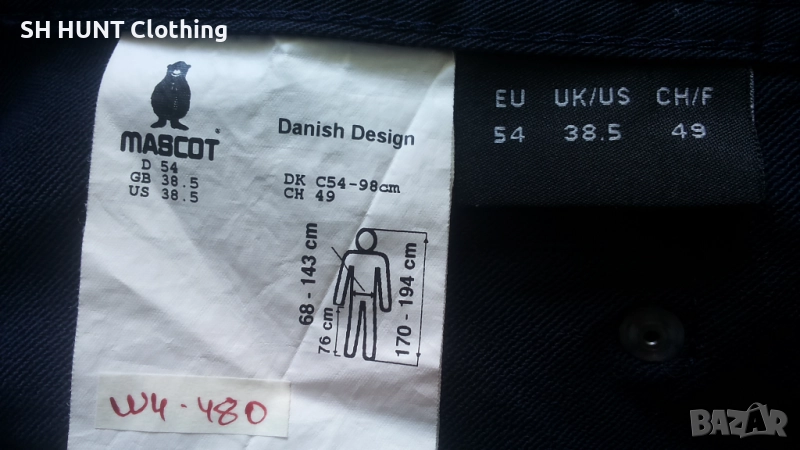 SH HUNT Clothing
MASCOT
Danish Design
D 54
GB 38.5
US 38.5
DK C54-98cm
CH 49
68 - 143 cm
76 cm
170 - 194 cm
W4-480
EU UK/US CH/F
54 38.5 49
BAZAR